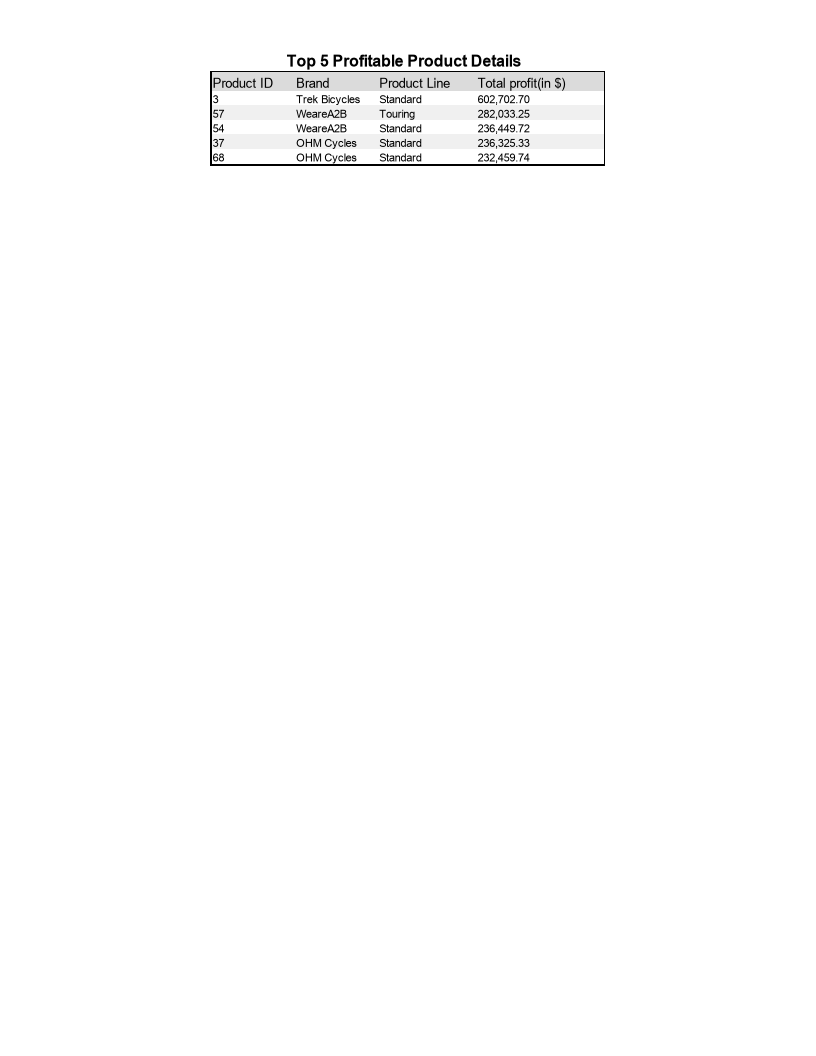 Top 5 Profitable Product Details
Product ID Brand Product Line Total profit(in $)
3 Trek Bicycles Standard 602,702.70
57 WeareA2B Touring 282,033.25
54 WeareA2B Standard 236,449.72
37 OHM Cycles Standard 236,325.33
68 OHM Cycles Standard 232,459.74